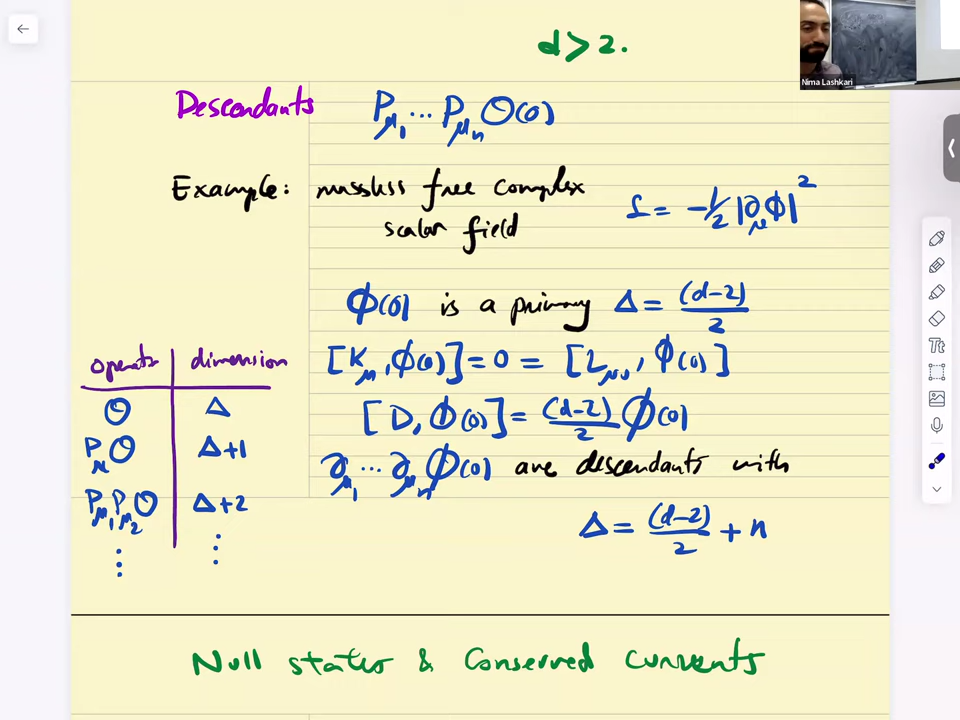 d > 2.
Nima Lashkari
Descendants P_μ₁ ... P_μₙ O(0)
Example: massless free complex scalar field
L = -1/2 |∂_μ Φ|²
Φ(0) is a primary Δ = (d-2)/2
[K_μ, Φ(0)] = 0 = [L_μν, Φ(0)]
[D, Φ(0)] = (d-2)/2 Φ(0)
∂_μ₁ ... ∂_μₙ Φ(0) are descendants with
Δ = (d-2)/2 + n
operator dimension
O Δ
P_μ O Δ+1
P_μ₁ P_μ₂ O Δ+2
⋮ ⋮
Null states & Conserved currents
Tt